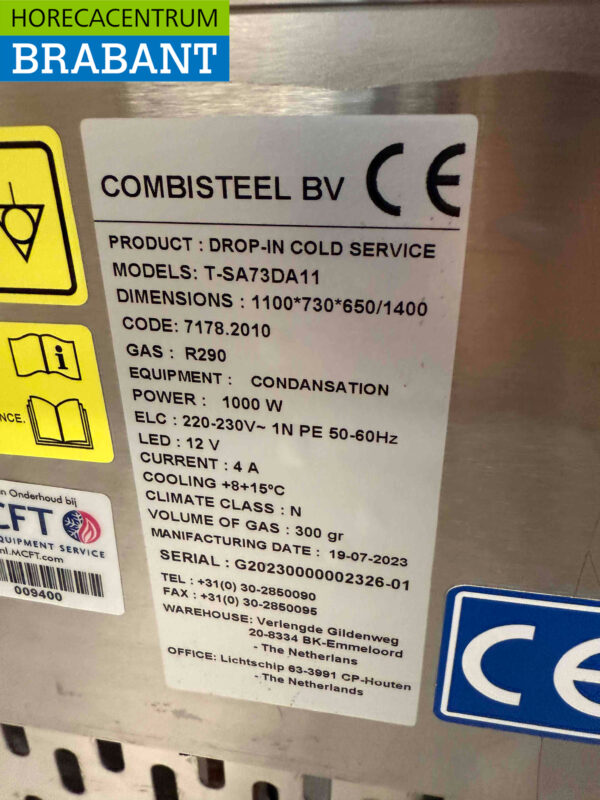 HORECACENTRUM
BRABANT
COMBISTEEL BV CE
PRODUCT : DROP-IN COLD SERVICE
MODELS: T-SA73DA11
DIMENSIONS : 1100*730*650/1400
CODE: 7178.2010
GAS : R290
EQUIPMENT : CONDANSATION
POWER : 1000 W
ELC : 220-230V~ 1N PE 50-60Hz
LED : 12 V
CURRENT : 4 A
COOLING +8+15ºC
CLIMATE CLASS : N
VOLUME OF GAS : 300 gr
MANIFACTURING DATE : 19-07-2023
SERIAL : G20230000002326-01
TEL : +31(0) 30-2850090
FAX : +31(0) 30-2850095
WAREHOUSE: Verlengde Gildenweg
20-8334 BK-Emmeloord
- The Netherlans
OFFICE: Lichtschip 63-3991 CP-Houten
- The Netherlands
i
NCE.
n Onderhoud bij
CFT
EQUIPMENT SERVICE
nl.MCFT.com
009400
CE